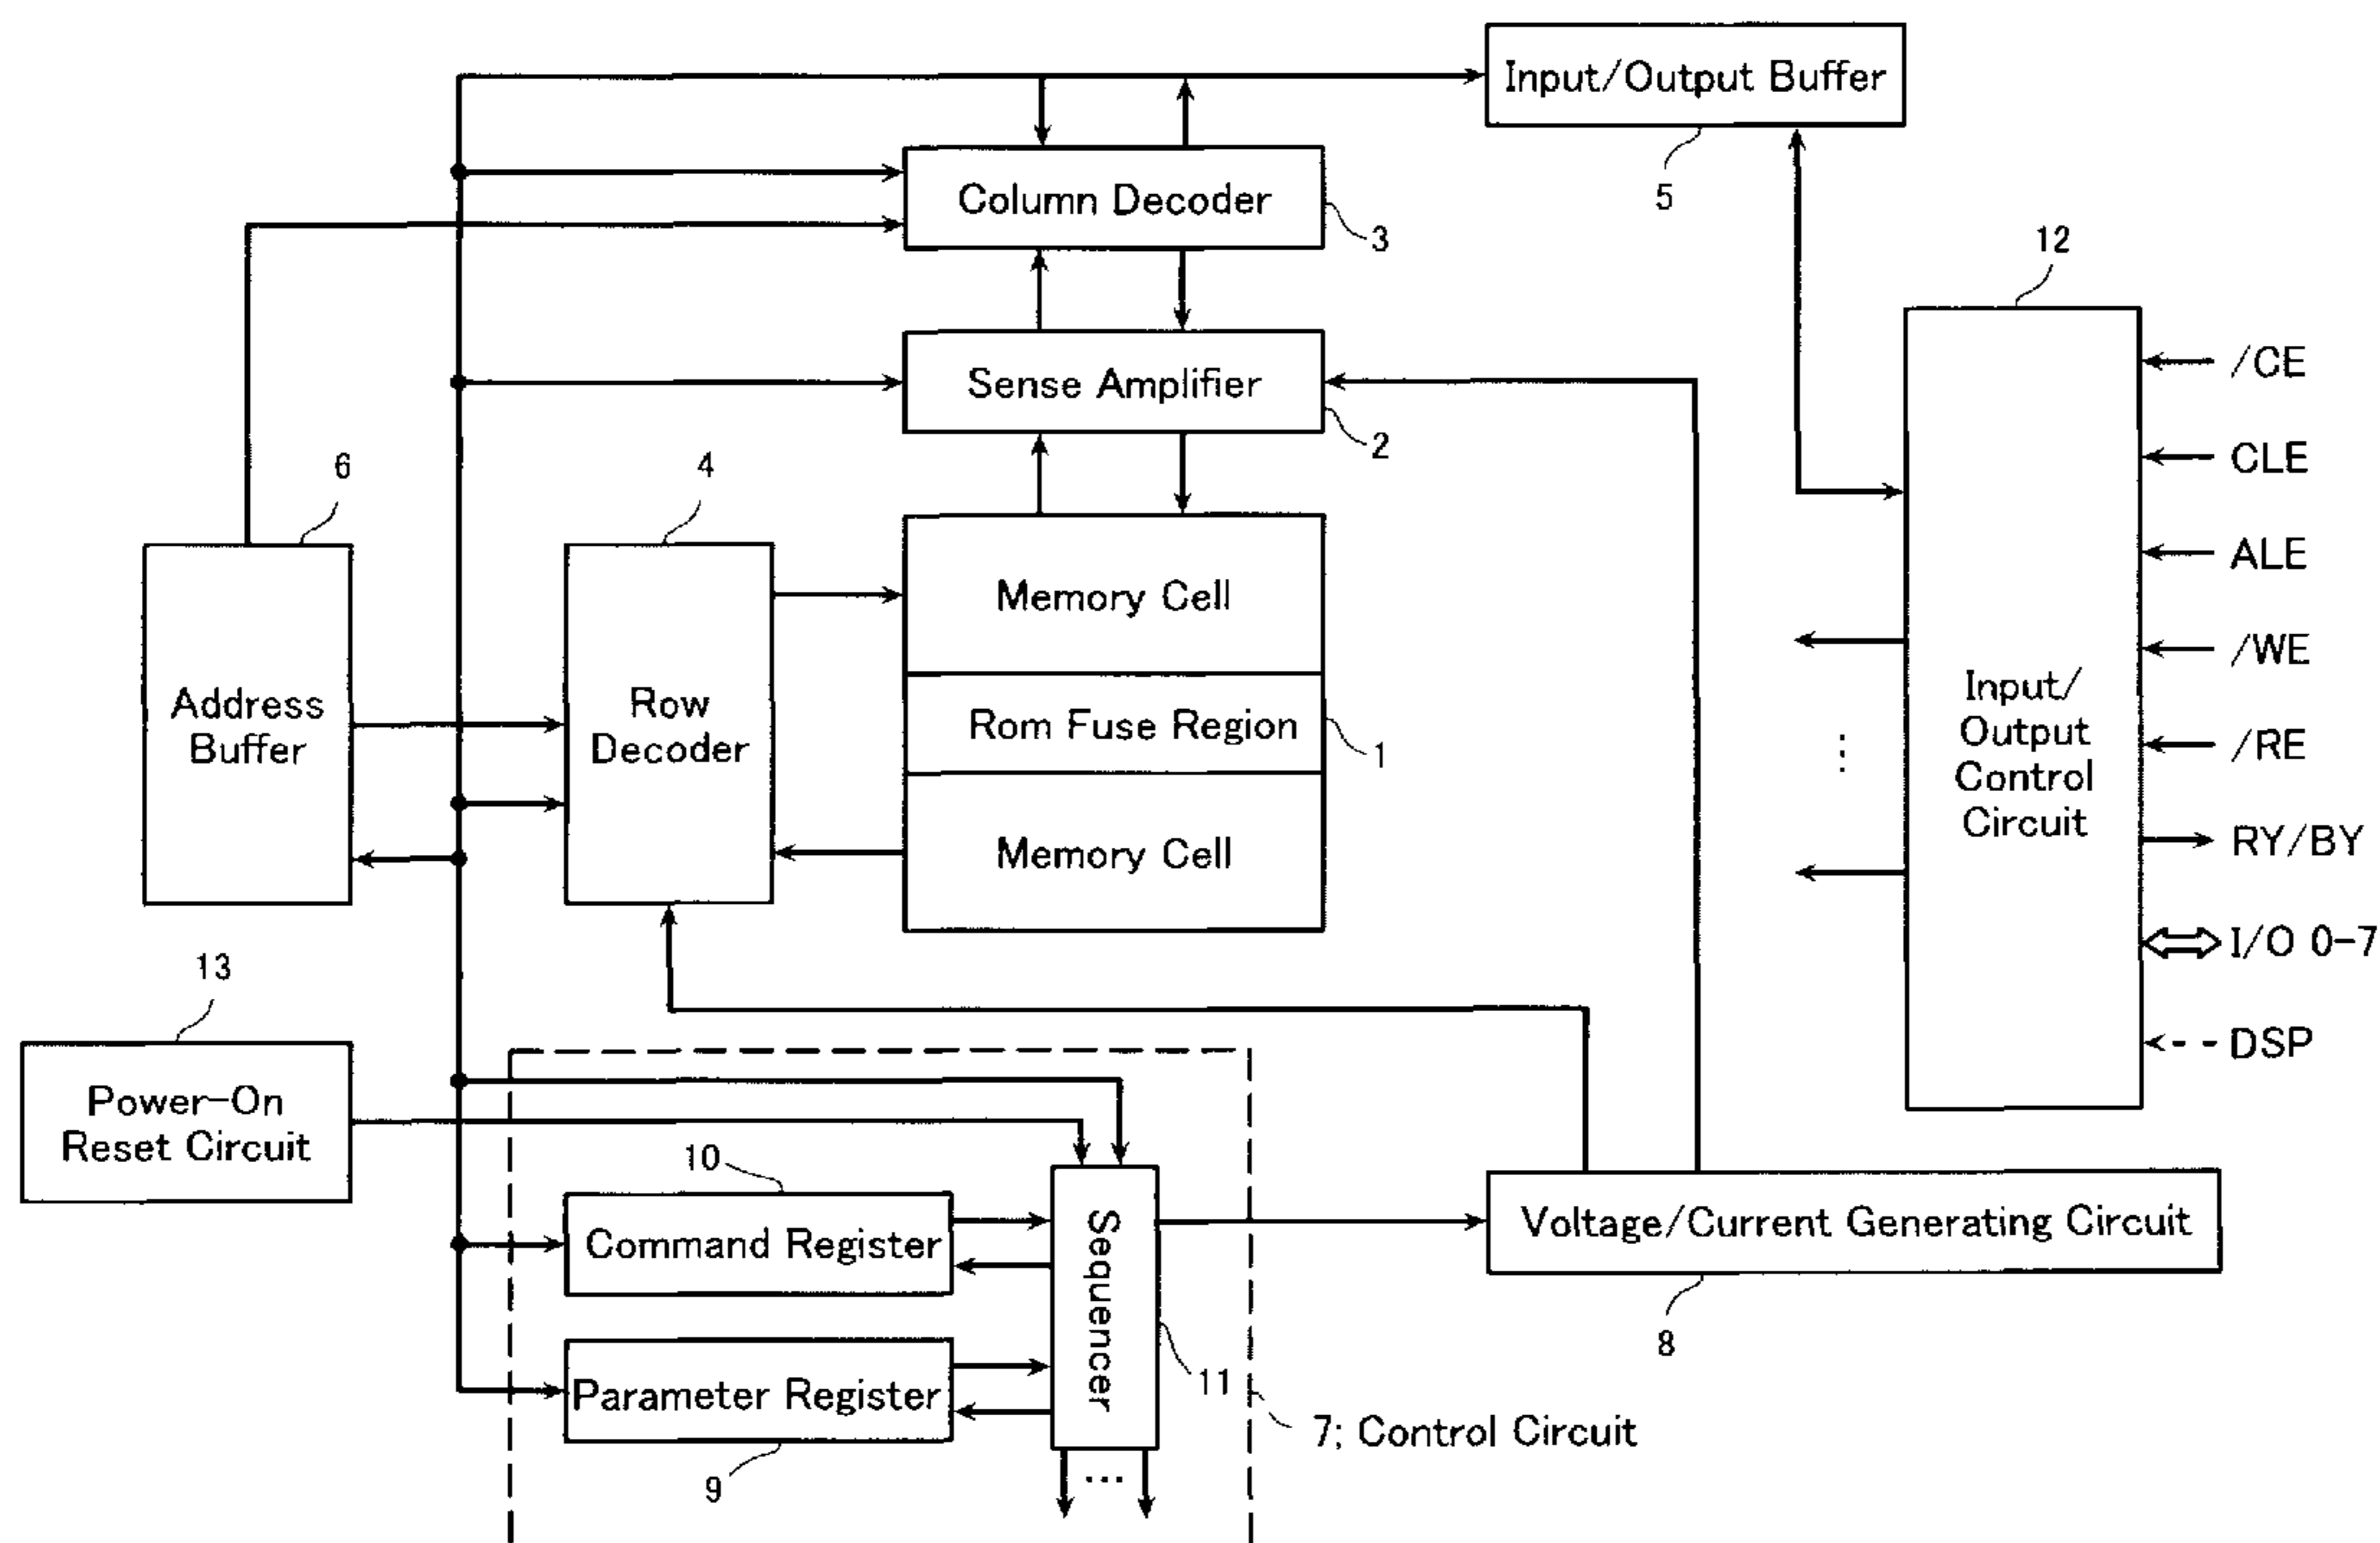 Input/Output Buffer
5
Column Decoder
3
12
Sense Amplifier
2
/CE
CLE
ALE
/WE
/RE
RY/BY
I/O 0-7
DSP
Input/
Output
Control
Circuit
⋮
6
4
Address
Buffer
Row
Decoder
Memory Cell
Rom Fuse Region
1
Memory Cell
13
Power-On
Reset Circuit
10
Command Register
Sequencer
Voltage/Current Generating Circuit
8
Parameter Register
11
9
...
7; Control Circuit